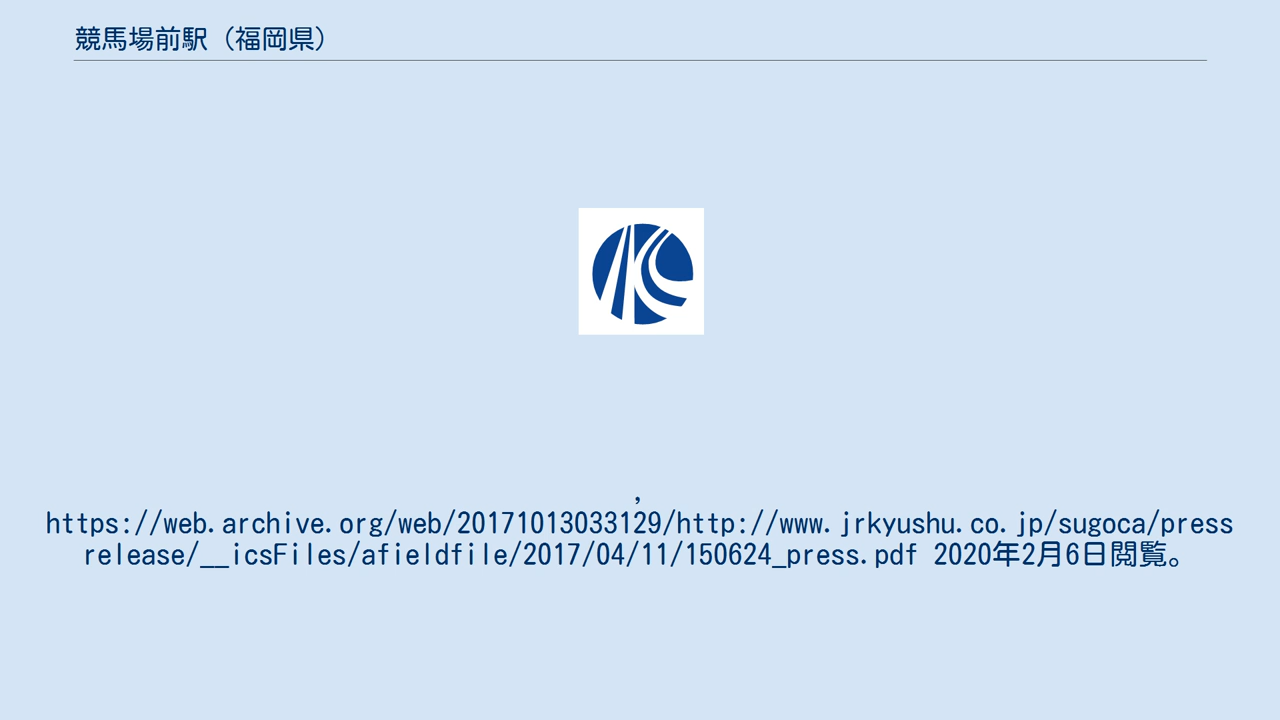 競馬場前駅（福岡県）
,
https://web.archive.org/web/20171013033129/http://www.jrkyushu.co.jp/sugoca/press
release/__icsFiles/afieldfile/2017/04/11/150624_press.pdf 2020年2月6日閲覧。